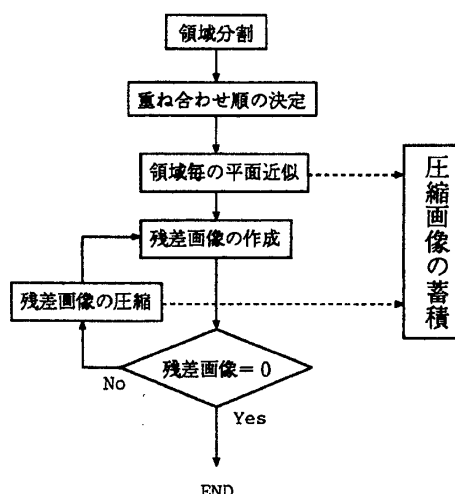 領域分割
重ね合わせ順の決定
領域毎の平面近似
圧縮画像の蓄積
残差画像の作成
残差画像の圧縮
残差画像＝0
No
Yes
END